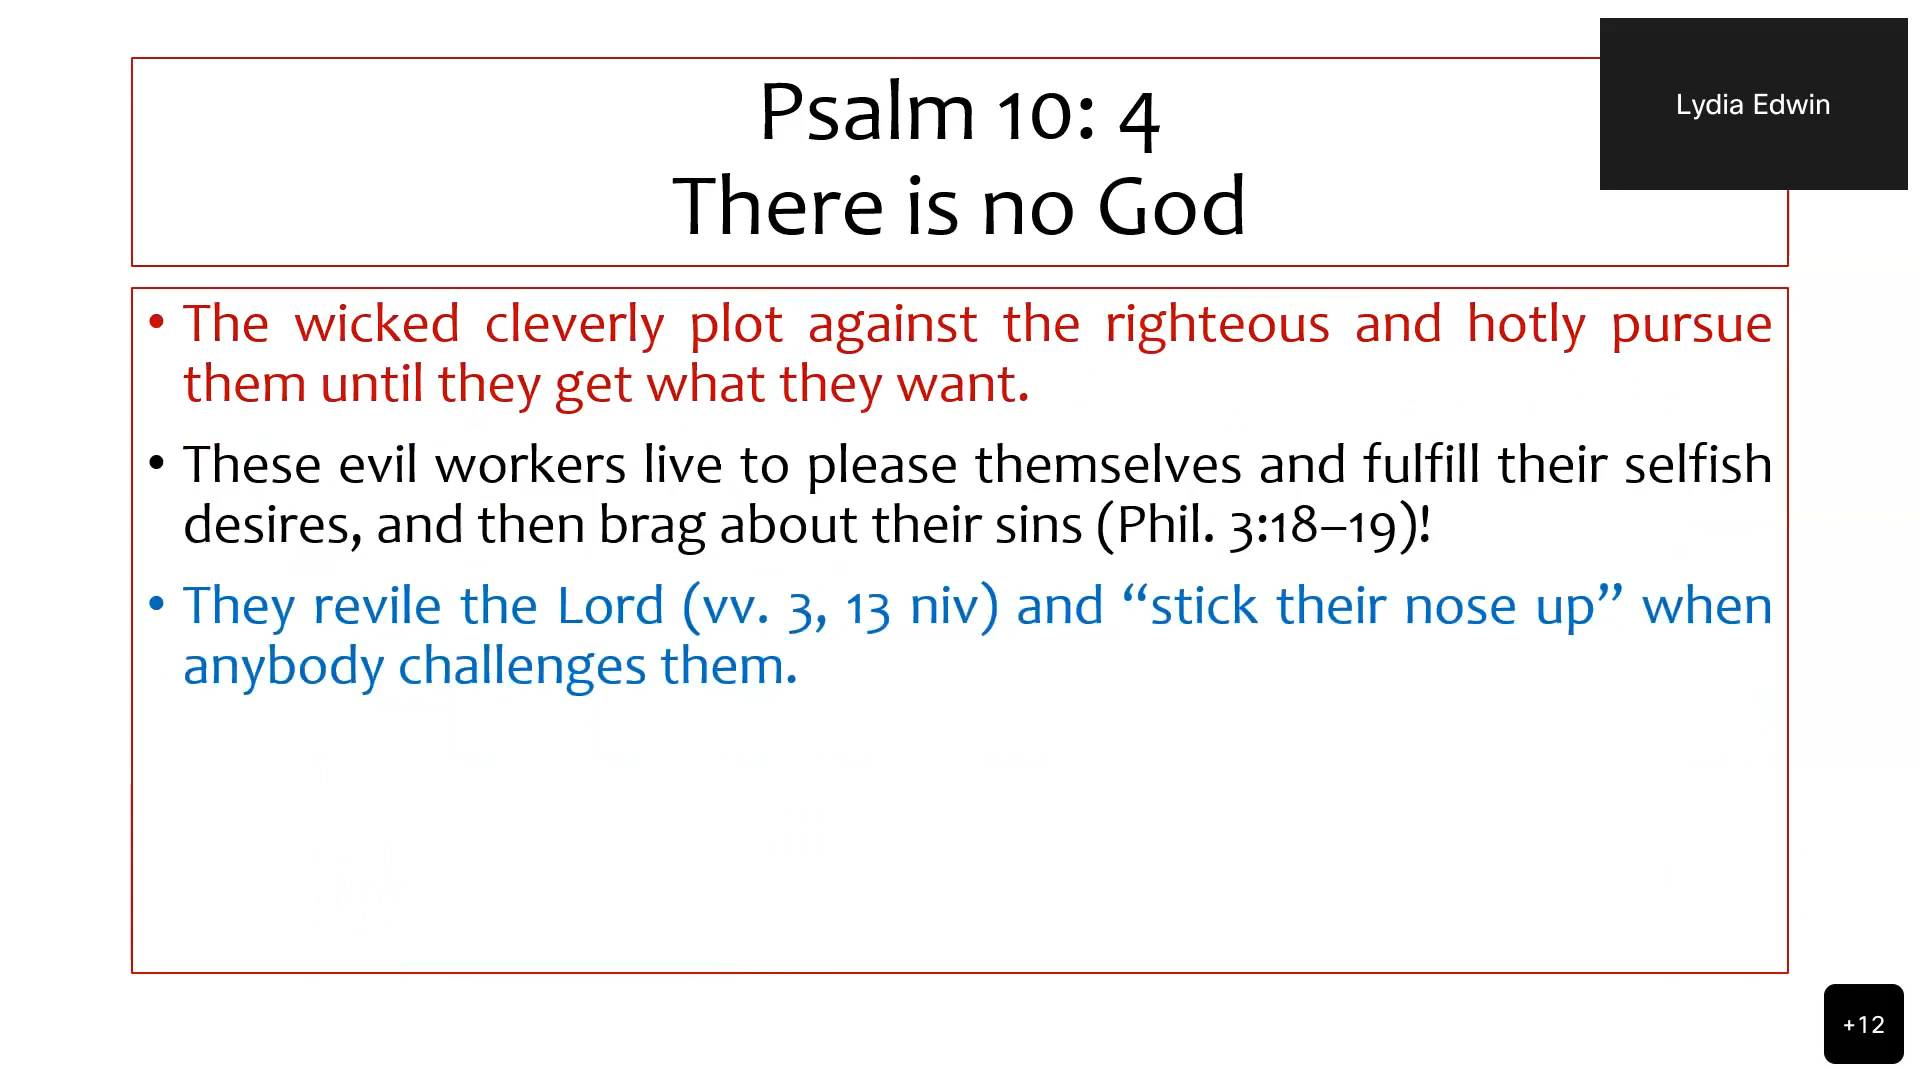 Lydia Edwin
Psalm 10: 4
There is no God
• The wicked cleverly plot against the righteous and hotly pursue
them until they get what they want.
• These evil workers live to please themselves and fulfill their selfish
desires, and then brag about their sins (Phil. 3:18–19)!
• They revile the Lord (vv. 3, 13 niv) and “stick their nose up” when
anybody challenges them.
+12